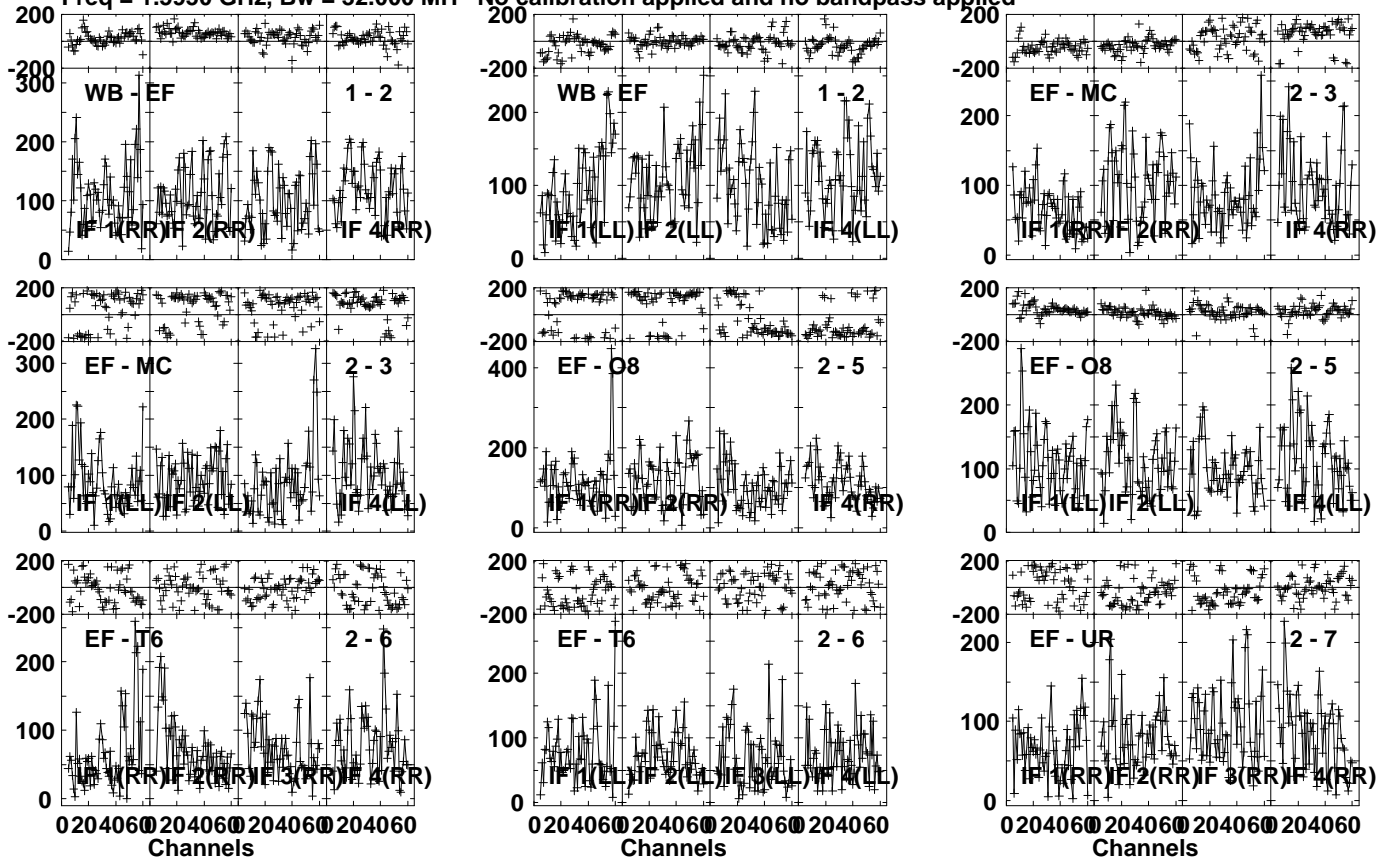 No calibration applied and no bandpass applied
200
-200
300
200
100
0
WB - EF 1 - 2
IF 1(RR) IF 2(RR) IF 4(RR)
200
-200
200
100
0
WB - EF 1 - 2
IF 1(LL) IF 2(LL) IF 4(LL)
200
-200
200
100
0
EF - MC 2 - 3
IF 1(RR) IF 2(RR) IF 4(RR)
200
-200
300
200
100
0
EF - MC 2 - 3
IF 1(LL) IF 2(LL) IF 4(LL)
200
-200
400
200
0
EF - O8 2 - 5
IF 1(RR) IF 2(RR) IF 4(RR)
200
-200
200
100
0
EF - O8 2 - 5
IF 1(LL) IF 2(LL) IF 4(LL)
200
-200
200
100
0
EF - T6 2 - 6
IF 1(RR) IF 2(RR) IF 3(RR) IF 4(RR)
0 20 40 60 0 20 40 60 0 20 40 60 0 20 40 60
Channels
200
-200
200
100
0
EF - T6 2 - 6
IF 1(LL) IF 2(LL) IF 3(LL) IF 4(LL)
0 20 40 60 0 20 40 60 0 20 40 60 0 20 40 60
Channels
200
-200
200
100
0
EF - UR 2 - 7
IF 1(RR) IF 2(RR) IF 3(RR) IF 4(RR)
0 20 40 60 0 20 40 60 0 20 40 60 0 20 40 60
Channels